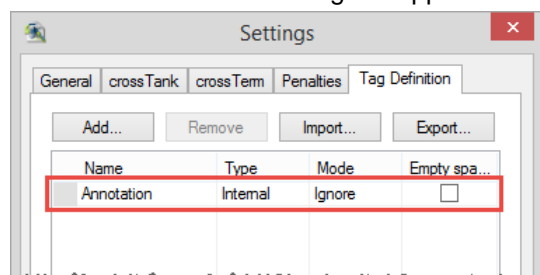 Settings
General crossTank crossTerm Penalties Tag Definition
Add... Remove Import... Export...
Name Type Mode Empty spa...
Annotation Internal Ignore